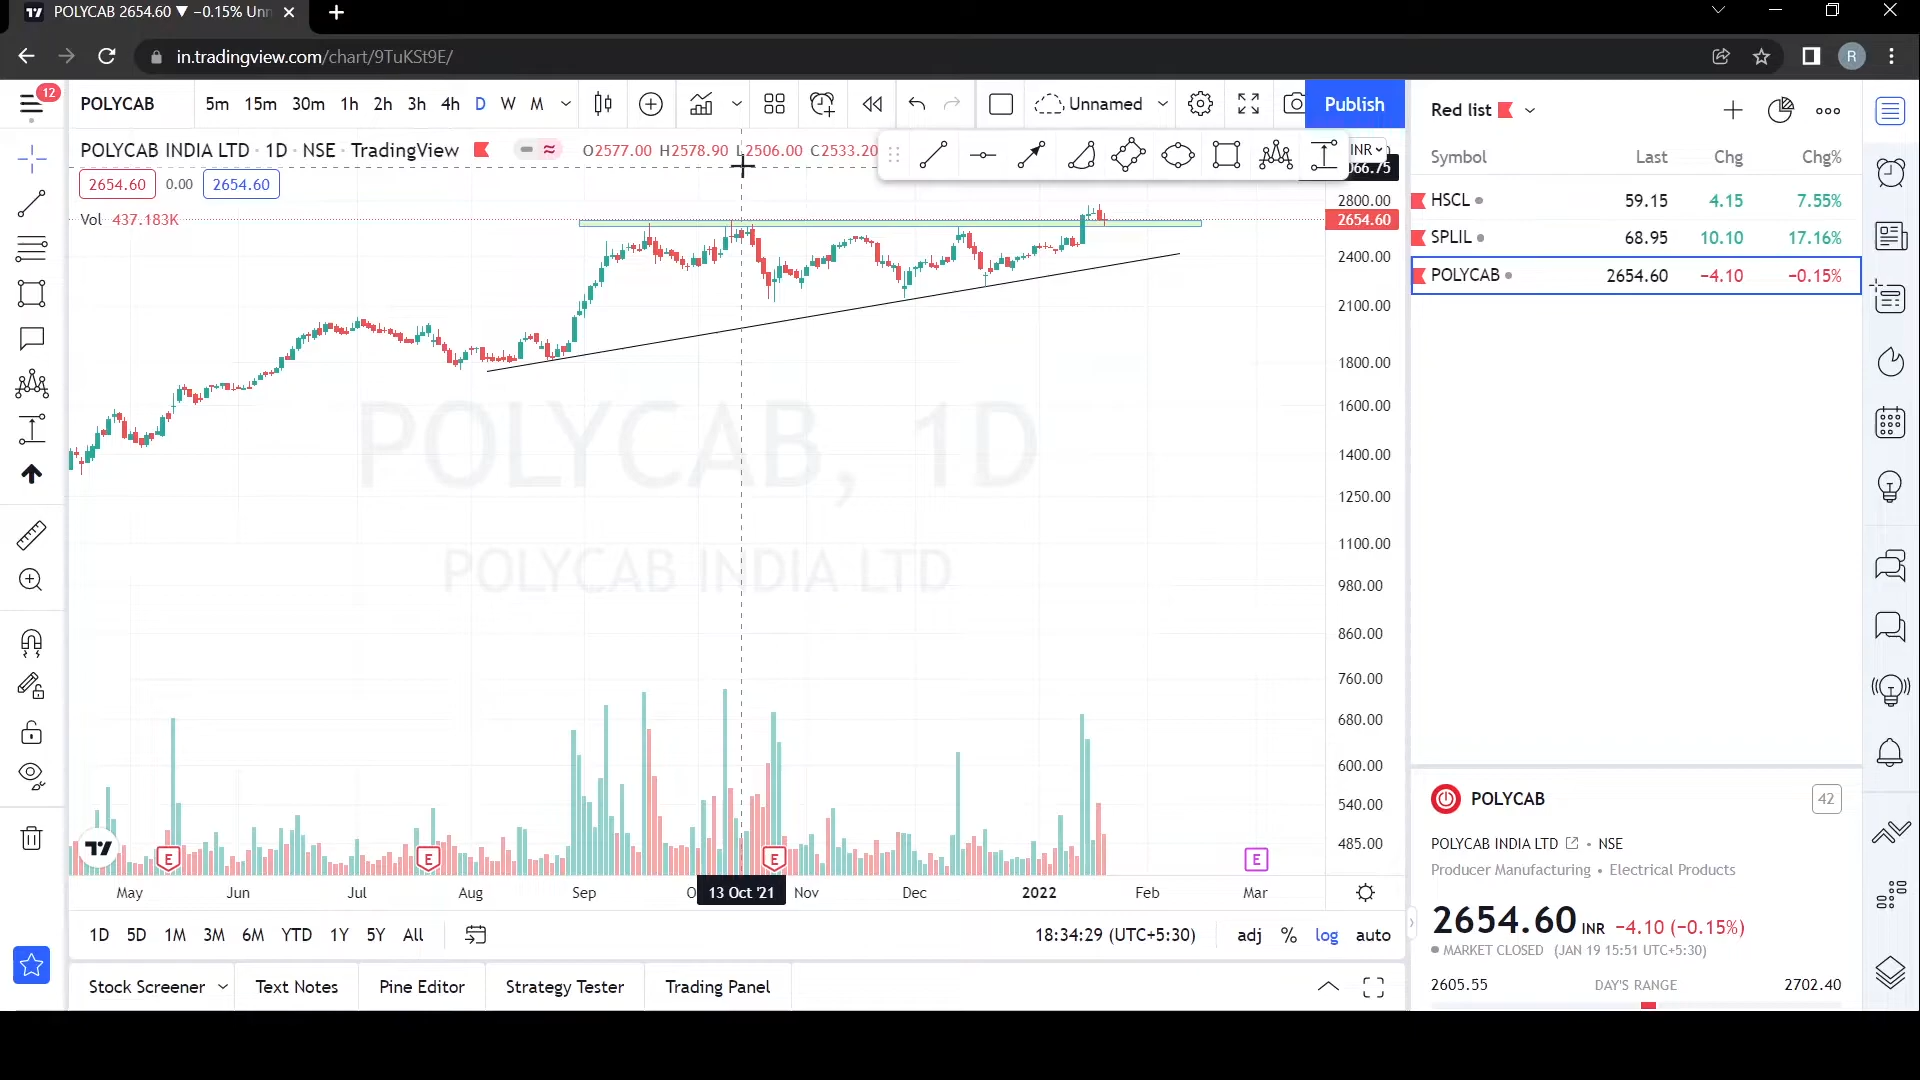 POLYCAB 2654.60 ▼ −0.15% Unn
in.tradingview.com/chart/9TuKSt9E/
R
12
POLYCAB 5m 15m 30m 1h 2h 3h 4h D W M Unnamed Publish
POLYCAB INDIA LTD · 1D · NSE · TradingView O2577.00 H2578.90 L2506.00 C2533.20
INR
2654.60 0.00 2654.60
Vol 437.183K
2800.00
2654.60
2400.00
2100.00
1800.00
1600.00
1400.00
1250.00
1100.00
980.00
860.00
760.00
680.00
600.00
540.00
485.00
POLYCAB, 1D
POLYCAB INDIA LTD
E E E E
May Jun Jul Aug Sep 13 Oct '21 Nov Dec 2022 Feb Mar
1D 5D 1M 3M 6M YTD 1Y 5Y All 18:34:29 (UTC+5:30) adj % log auto
Stock Screener Text Notes Pine Editor Strategy Tester Trading Panel
Red list
Symbol Last Chg Chg%
HSCL 59.15 4.15 7.55%
SPLIL 68.95 10.10 17.16%
POLYCAB 2654.60 −4.10 −0.15%
POLYCAB 42
POLYCAB INDIA LTD • NSE
Producer Manufacturing • Electrical Products
2654.60 INR −4.10 (−0.15%)
MARKET CLOSED (JAN 19 15:51 UTC+5:30)
2605.55 DAY'S RANGE 2702.40